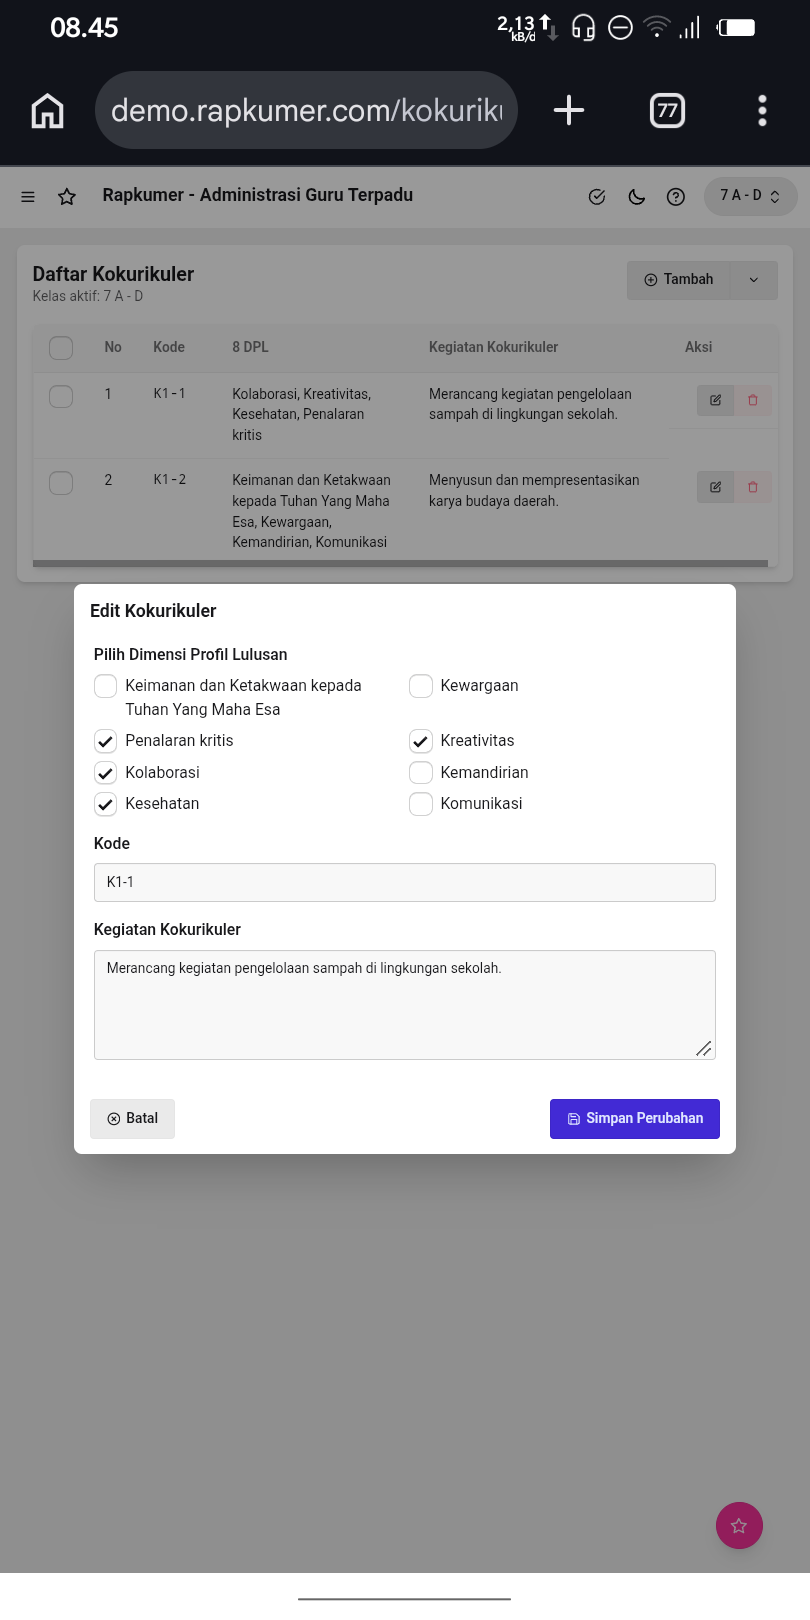 08.45
2,13
kB/d
demo.rapkumer.com/kokurik
77
Rapkumer - Administrasi Guru Terpadu
7 A - D
Daftar Kokurikuler
Kelas aktif: 7 A - D
Tambah
No Kode 8 DPL Kegiatan Kokurikuler Aksi
1 K1-1 Kolaborasi, Kreativitas, Merancang kegiatan pengelolaan
Kesehatan, Penalaran sampah di lingkungan sekolah.
kritis
2 K1-2 Keimanan dan Ketakwaan Menyusun dan mempresentasikan
kepada Tuhan Yang Maha karya budaya daerah.
Esa, Kewargaan,
Kemandirian, Komunikasi
Edit Kokurikuler
Pilih Dimensi Profil Lulusan
Keimanan dan Ketakwaan kepada Kewargaan
Tuhan Yang Maha Esa
Penalaran kritis Kreativitas
Kolaborasi Kemandirian
Kesehatan Komunikasi
Kode
K1-1
Kegiatan Kokurikuler
Merancang kegiatan pengelolaan sampah di lingkungan sekolah.
Batal Simpan Perubahan